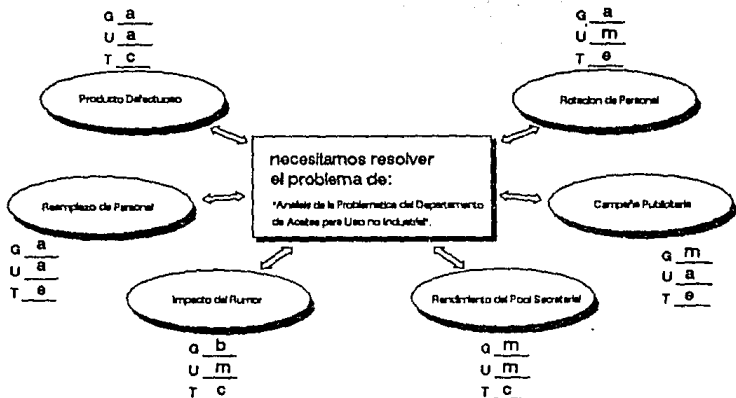 G a
U a
T c
Producto Defectuoso
G a
U m
T e
Rotacion de Personal
necesitamos resolver
el problema de:
"Analisis de la Problematica del Departamento
de Aceites para Uso no Industrial".
Reemplazo de Personal
G a
U a
T e
Campaña Publicitaria
G m
U a
T e
Impacto del Rumor
G b
U m
T c
Rendimiento del Pool Secretarial
G m
U m
T c